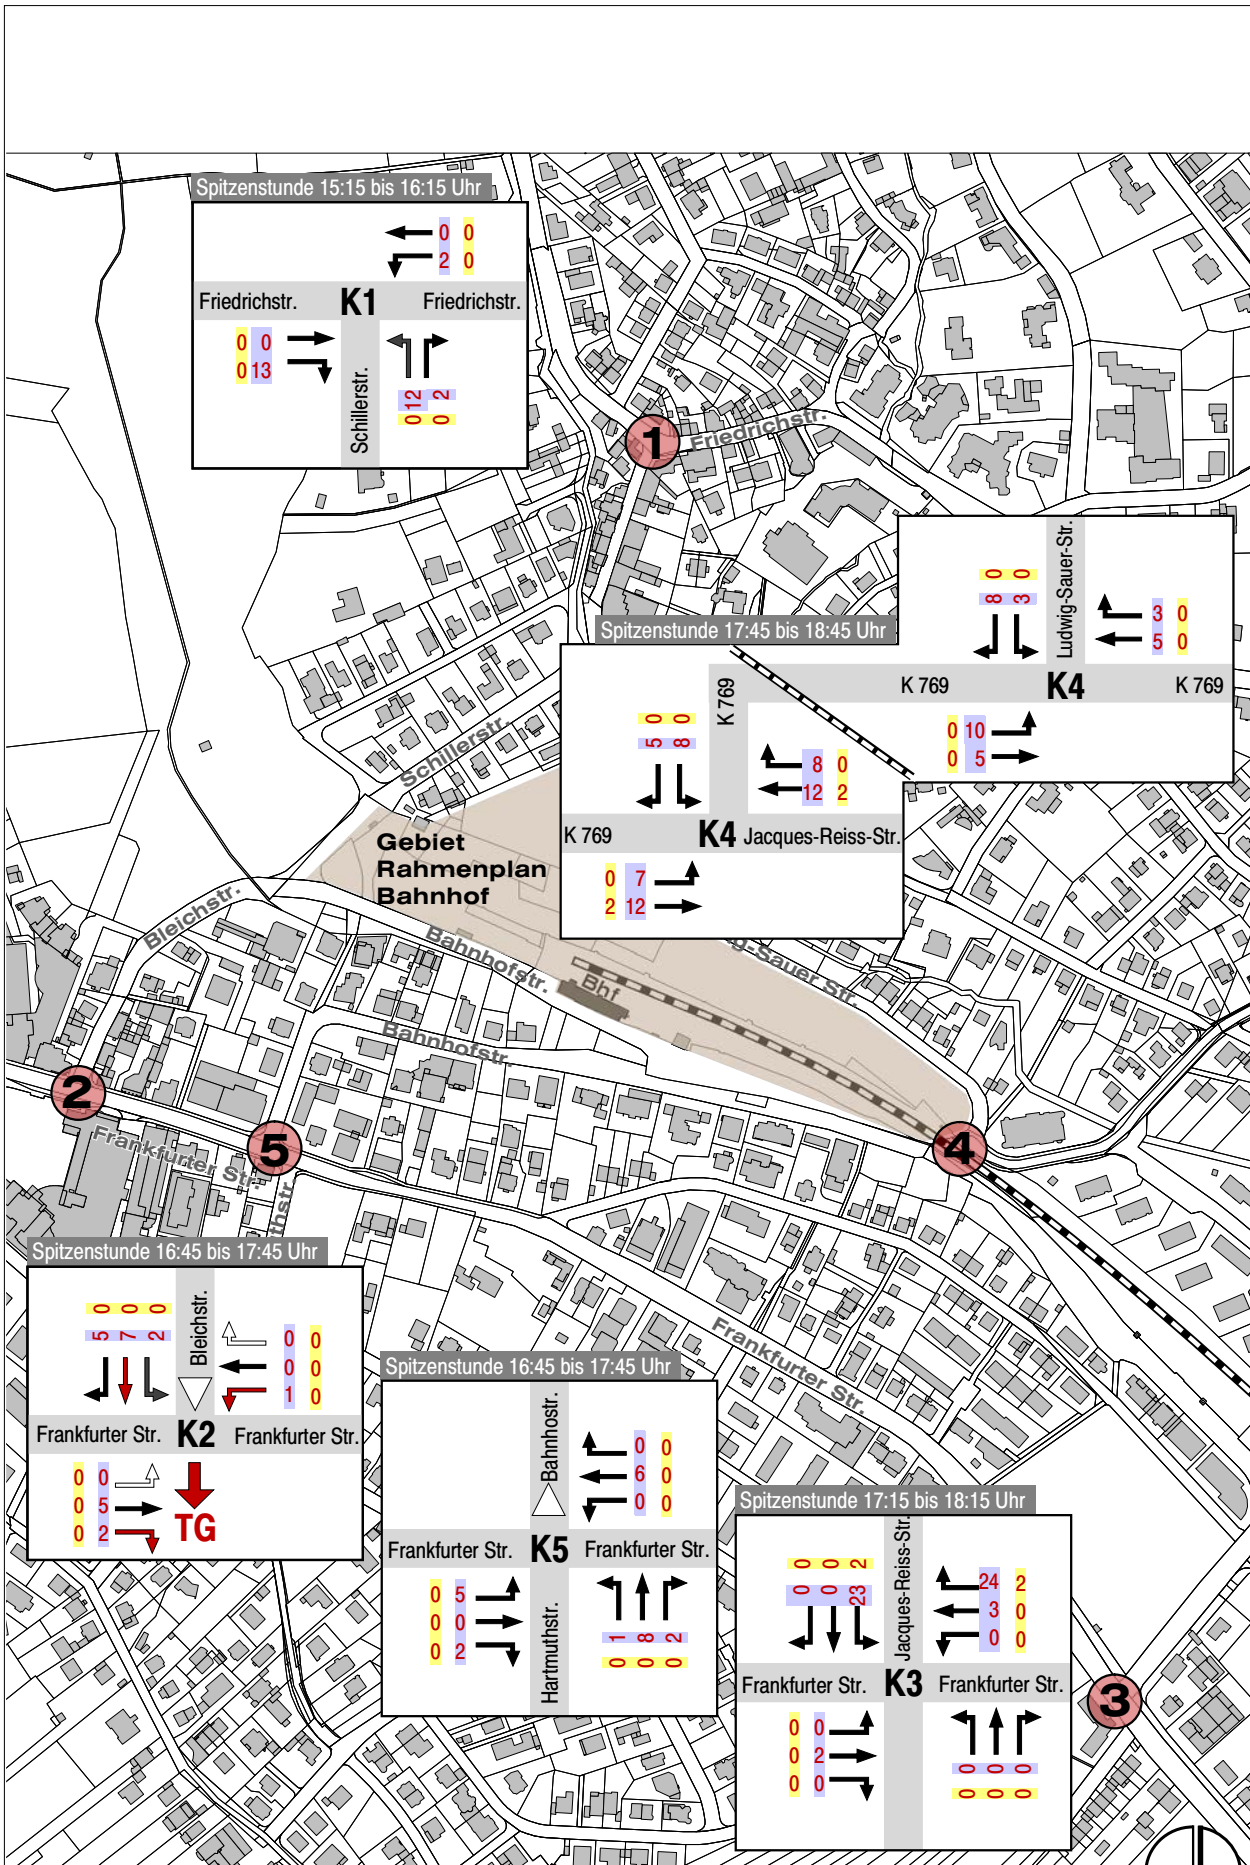 Spitzenstunde 15:15 bis 16:15 Uhr
0 0
2 0
Friedrichstr. K1 Friedrichstr.
0 0
0 13
Schillerstr.
12 2
0 0
1
Friedrichstr.
Ludwig-Sauer-Str.
0 0
8 3
3 0
5 0
K 769 K4 K 769
0 10
0 5
Spitzenstunde 17:45 bis 18:45 Uhr
K 769
0 0
5 8
8 0
12 2
K 769 K4 Jacques-Reiss-Str.
0 7
2 12
Schillerstr.
Gebiet
Rahmenplan
Bahnhof
Bleichstr.
Bahnhofstr.
g-Sauer Str.
Bhf
Bahnhofstr.
2
5
4
Frankfurter Str.
thstr.
Spitzenstunde 16:45 bis 17:45 Uhr
0 0 0
5 7 2
Bleichstr.
0 0
0 0
1 0
Frankfurter Str. K2 Frankfurter Str.
0 0
0 5
0 2
TG
Frankfurter Str.
Spitzenstunde 16:45 bis 17:45 Uhr
Bahnhostr.
0 0
6 0
0 0
Frankfurter Str. K5 Frankfurter Str.
0 5
0 0
0 2
Hartmuthstr.
1 8 2
0 0 0
Spitzenstunde 17:15 bis 18:15 Uhr
0 0 2
0 0 23
Jacques-Reiss-Str.
24 2
3 0
0 0
Frankfurter Str. K3 Frankfurter Str.
0 0
0 2
0 0
0 0 0
0 0 0
3